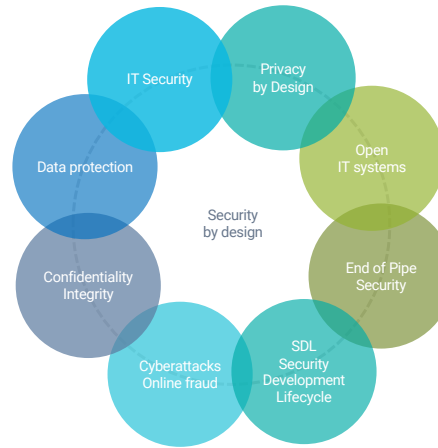 IT Security
Privacy
by Design
Open
IT systems
End of Pipe
Security
SDL
Security
Development
Lifecycle
Cyberattacks
Online fraud
Confidentiality
Integrity
Data protection
Security
by design